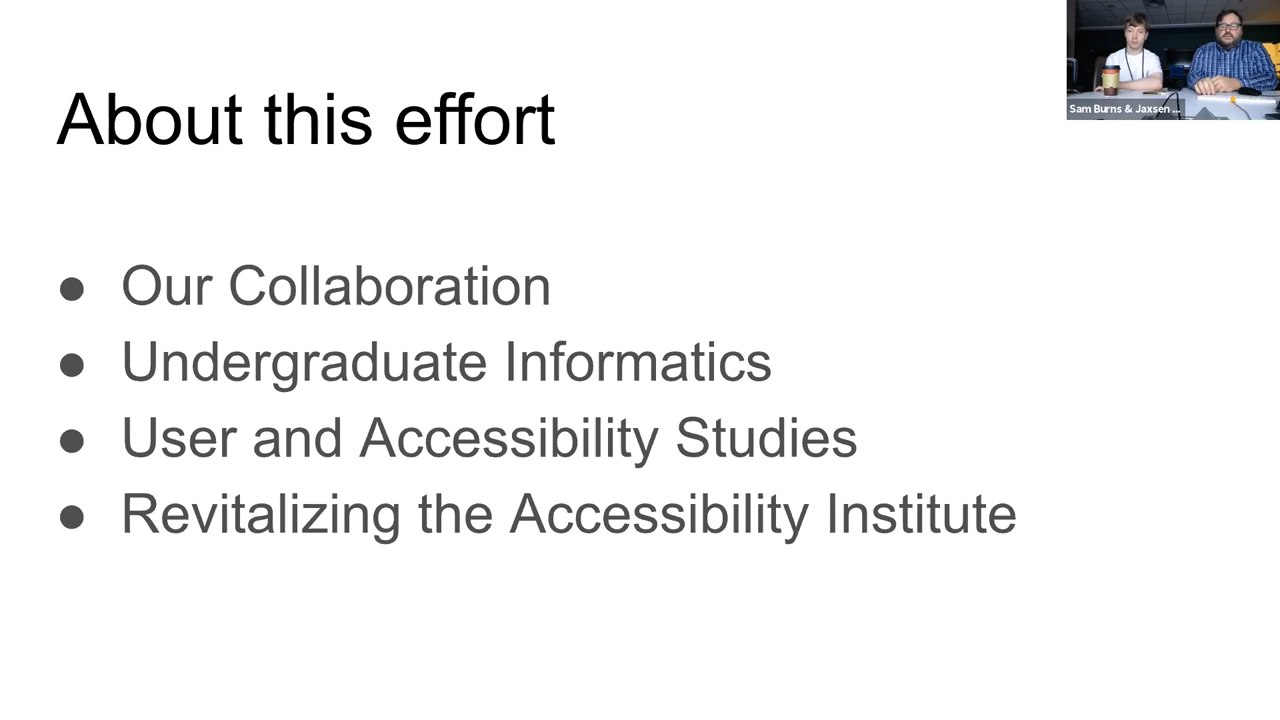 About this effort
Sam Burns & Jaxsen ...
● Our Collaboration
● Undergraduate Informatics
● User and Accessibility Studies
● Revitalizing the Accessibility Institute